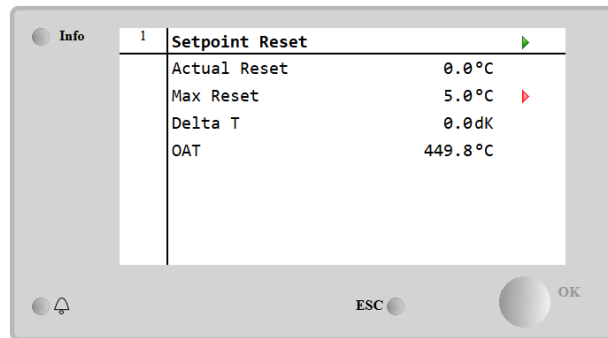 Info
1 Setpoint Reset
Actual Reset 0.0°C
Max Reset 5.0°C
Delta T 0.0dK
OAT 449.8°C
ESC OK